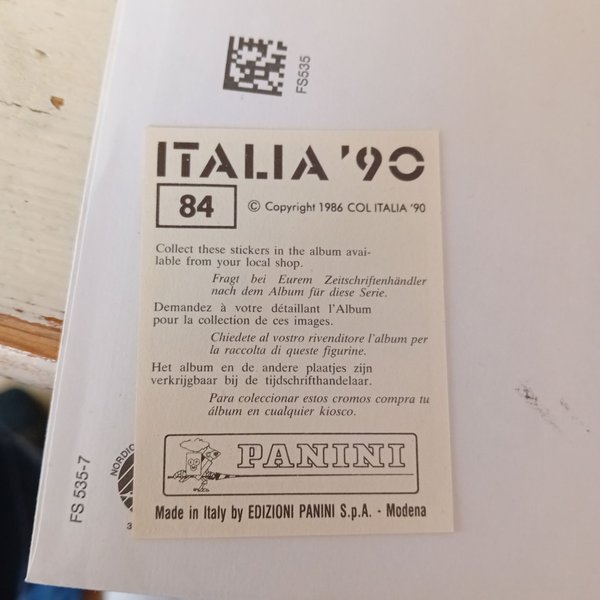 FS535
ITALIA '90
84
© Copyright 1986 COL ITALIA '90
Collect these stickers in the album avai-
lable from your local shop.
Fragt bei Eurem Zeitschriftenhändler
nach dem Album für diese Serie.
Demandez à votre détaillant l'Album
pour la collection de ces images.
Chiedete al vostro rivenditore l'album per
la raccolta di queste figurine.
Het album en de andere plaatjes zijn
verkrijgbaar bij de tijdschrifthandelaar.
Para coleccionar estos cromos compra tu
álbum en cualquier kiosco.
PANINI
Made in Italy by EDIZIONI PANINI S.p.A. - Modena
FS 535-7
NORDIC
3